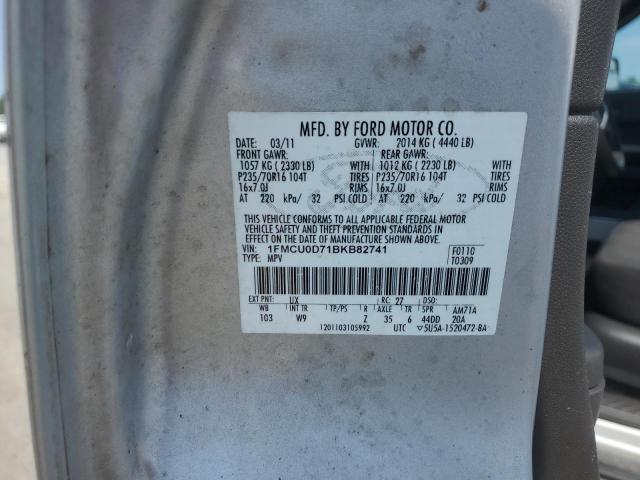 MFD. BY FORD MOTOR CO.
DATE: 03/11 GVWR: 2014 KG ( 4440 LB)
FRONT GAWR: REAR GAWR:
1057 KG ( 2330 LB) WITH 1012 KG ( 2230 LB) WITH
P235/70R16 104T TIRES P235/70R16 104T TIRES
16x7.0J RIMS 16x7.0J RIMS
AT 220 kPa/ 32 PSI COLD AT 220 kPa/ 32 PSI COLD
THIS VEHICLE CONFORMS TO ALL APPLICABLE FEDERAL MOTOR
VEHICLE SAFETY AND THEFT PREVENTION STANDARDS IN
EFFECT ON THE DATE OF MANUFACTURE SHOWN ABOVE.
VIN: 1FMCU0D71BKB82741 F0110
TYPE: MPV T0309
EXT PNT: UX RC: 27 DSO:
WB INT TR TP/PS R AXLE TR SPR AM71A
103 W9 Z 35 6 44DD 20A
1201103105992 UTC ▽5U5A-1520472-BA